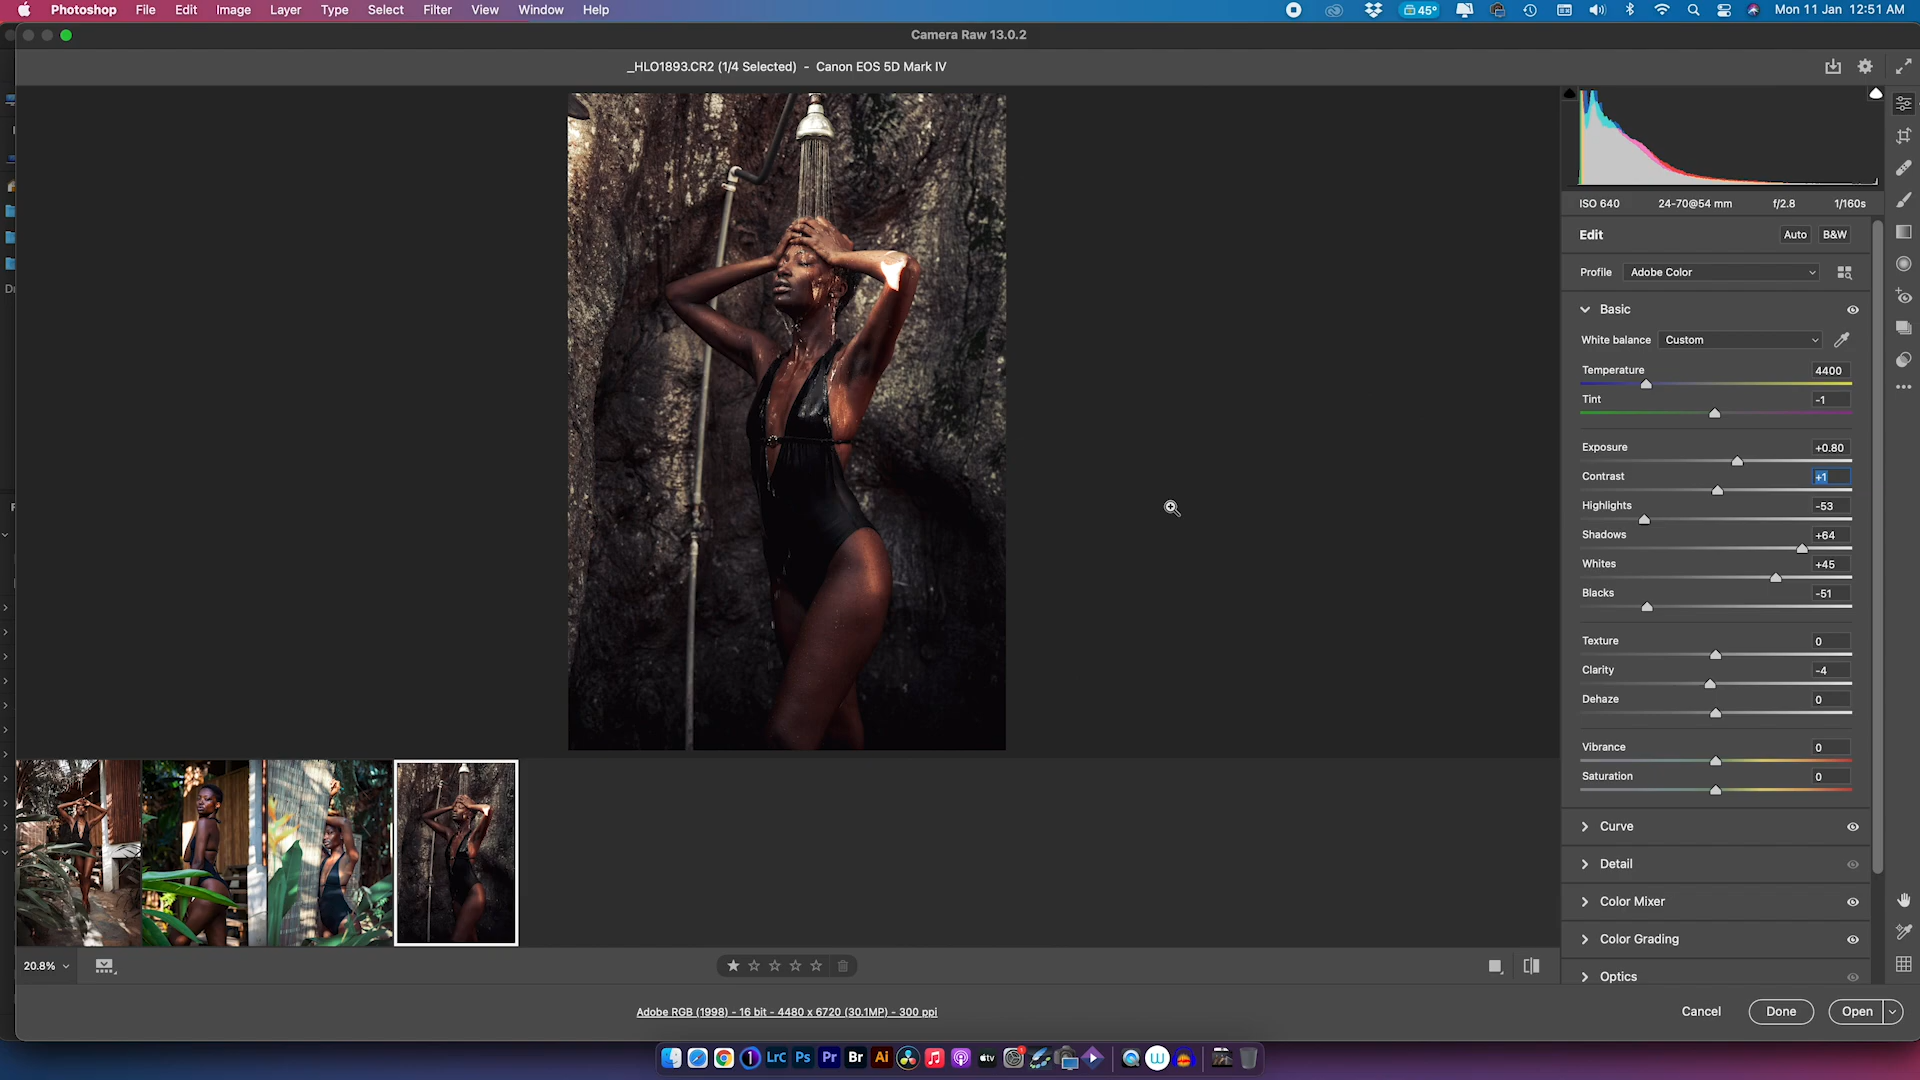 Photoshop File Edit Image Layer Type Select Filter View Window Help 45° Mon 11 Jan 12:51 AM
Camera Raw 13.0.2
_HLO1893.CR2 (1/4 Selected) - Canon EOS 5D Mark IV
ISO 640 24-70@54 mm f/2.8 1/160s
Edit Auto B&W
Profile Adobe Color
Basic
White balance Custom
Temperature 4400
Tint -1
Exposure +0.80
Contrast +1
Highlights -53
Shadows +64
Whites +45
Blacks -51
Texture 0
Clarity -4
Dehaze 0
Vibrance 0
Saturation 0
Curve
Detail
Color Mixer
Color Grading
Optics
20.8%
Adobe RGB (1998) - 16 bit - 4480 x 6720 (30.1MP) - 300 ppi
Cancel Done Open
LrC Ps Pr Br Ai tv W